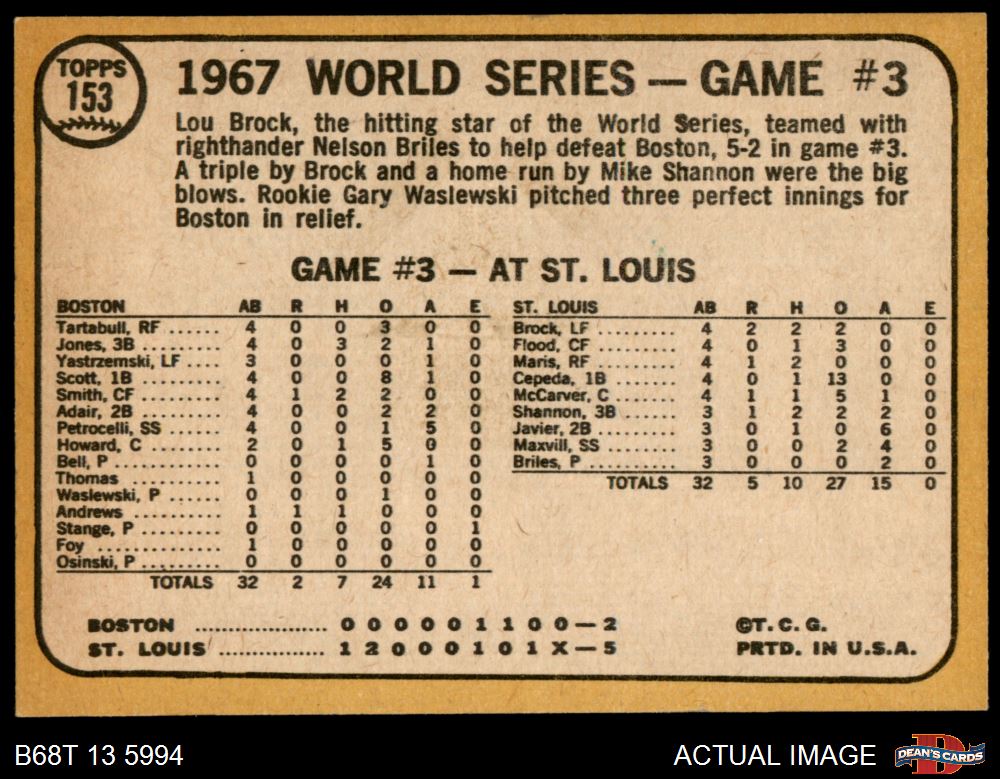 TOPPS
153
1967 WORLD SERIES — GAME #3
Lou Brock, the hitting star of the World Series, teamed with
righthander Nelson Briles to help defeat Boston, 5-2 in game #3.
A triple by Brock and a home run by Mike Shannon were the big
blows. Rookie Gary Waslewski pitched three perfect innings for
Boston in relief.
GAME #3 — AT ST. LOUIS
BOSTON AB R H O A E
Tartabull, RF ...... 4 0 0 3 0 0
Jones, 3B ......... 4 0 3 2 1 0
Yastrzemski, LF .... 3 0 0 0 1 0
Scott, 1B .......... 4 0 0 8 1 0
Smith, CF .......... 4 1 2 2 0 0
Adair, 2B .......... 4 0 0 2 2 0
Petrocelli, SS ...... 4 0 0 1 5 0
Howard, C ......... 2 0 1 5 0 0
Bell, P ............. 0 0 0 0 1 0
Thomas ............ 1 0 0 0 0 0
Waslewski, P ...... 0 0 0 1 0 0
Andrews .......... 1 1 1 0 0 0
Stange, P .......... 0 0 0 0 0 1
Foy ............... 1 0 0 0 0 0
Osinski, P .......... 0 0 0 0 0 0
TOTALS 32 2 7 24 11 1
ST. LOUIS AB R H O A E
Brock, LF .......... 4 2 2 2 0 0
Flood, CF .......... 4 0 1 3 0 0
Maris, RF .......... 4 1 2 0 0 0
Cepeda, 1B ........ 4 0 1 13 0 0
McCarver, C ........ 4 1 1 5 1 0
Shannon, 3B ....... 3 1 2 2 2 0
Javier, 2B .......... 3 0 1 0 6 0
Maxvill, SS ........ 3 0 0 2 4 0
Briles, P .......... 3 0 0 0 2 0
TOTALS 32 5 10 27 15 0
BOSTON .................... 0 0 0 0 0 1 1 0 0 — 2
ST. LOUIS ................ 1 2 0 0 0 1 0 1 X — 5
©T. C. G.
PRTD. IN U.S.A.
B68T 13 5994
ACTUAL IMAGE
D
DEAN'S CARDS